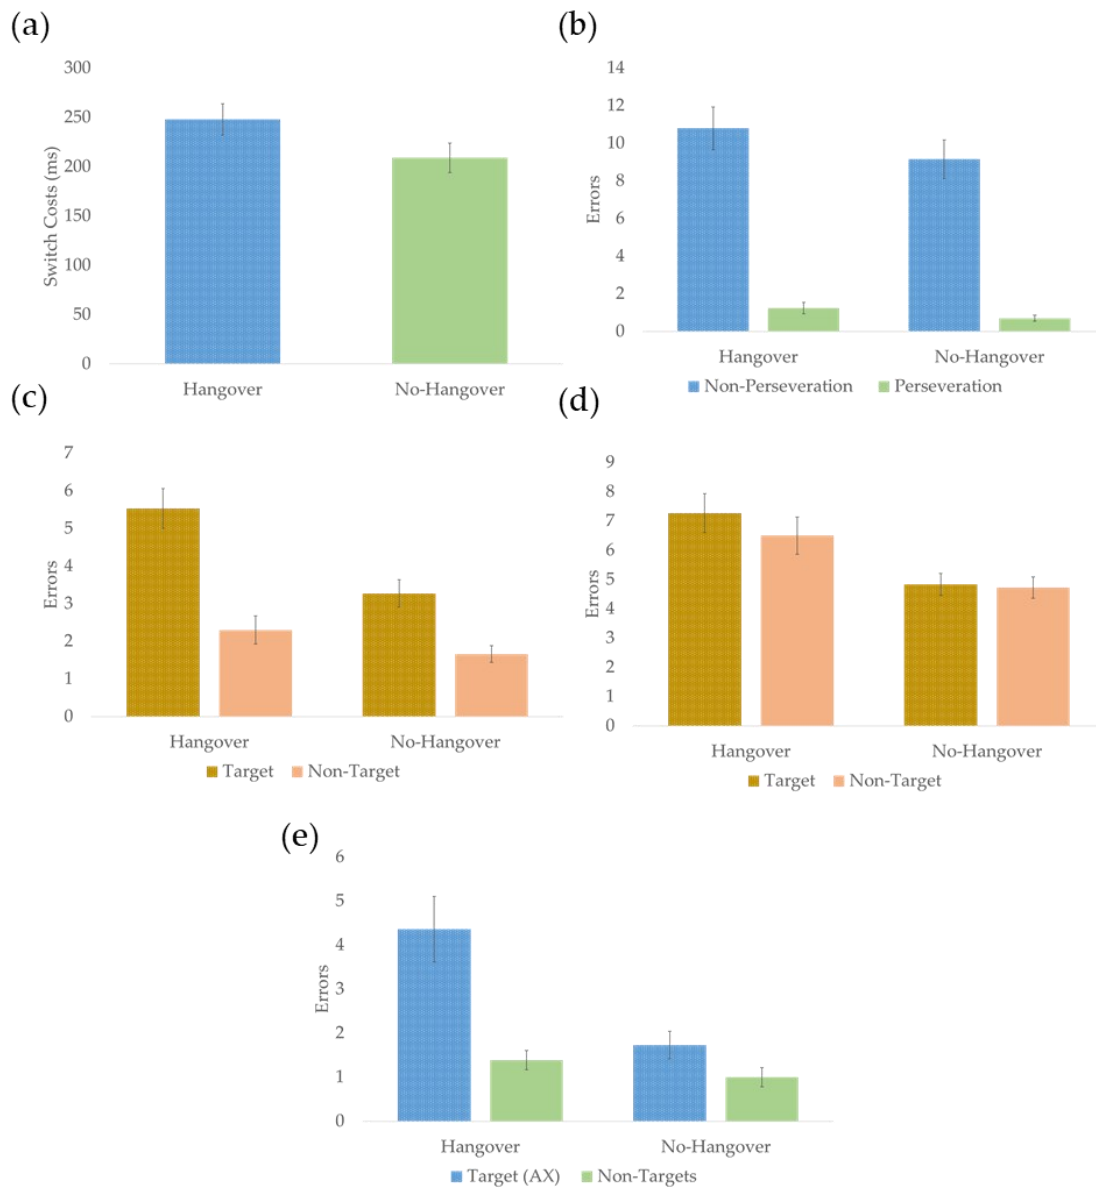 (a)
300
250
200
150
100
50
0
Switch Costs (ms)
Hangover No-Hangover
(b)
14
12
10
8
6
4
2
0
Errors
Hangover No-Hangover
Non-Perseveration Perseveration
(c)
7
6
5
4
3
2
1
0
Errors
Hangover No-Hangover
Target Non-Target
(d)
9
8
7
6
5
4
3
2
1
0
Errors
Hangover No-Hangover
Target Non-Target
(e)
6
5
4
3
2
1
0
Errors
Hangover No-Hangover
Target (AX) Non-Targets